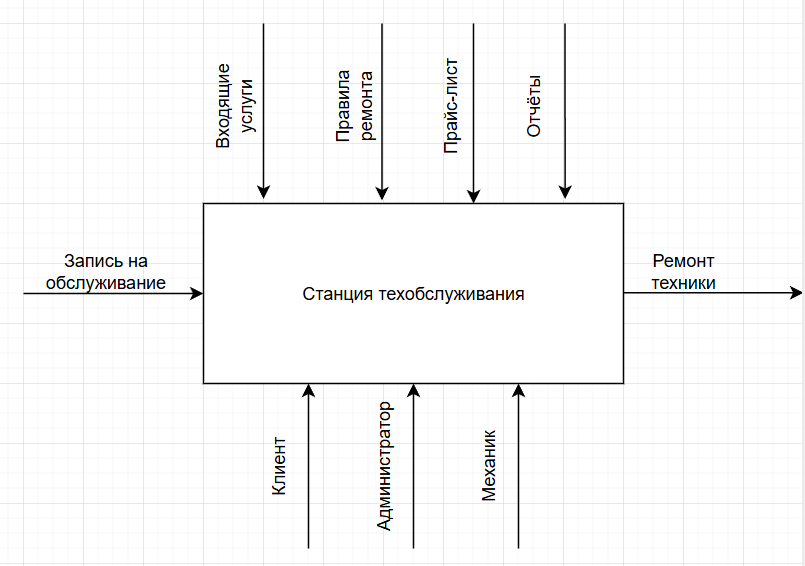 Входящие
услуги
Правила
ремонта
Прайс-лист
Отчёты
Запись на
обслуживание
Станция техобслуживания
Ремонт
техники
Клиент
Администратор
Механик